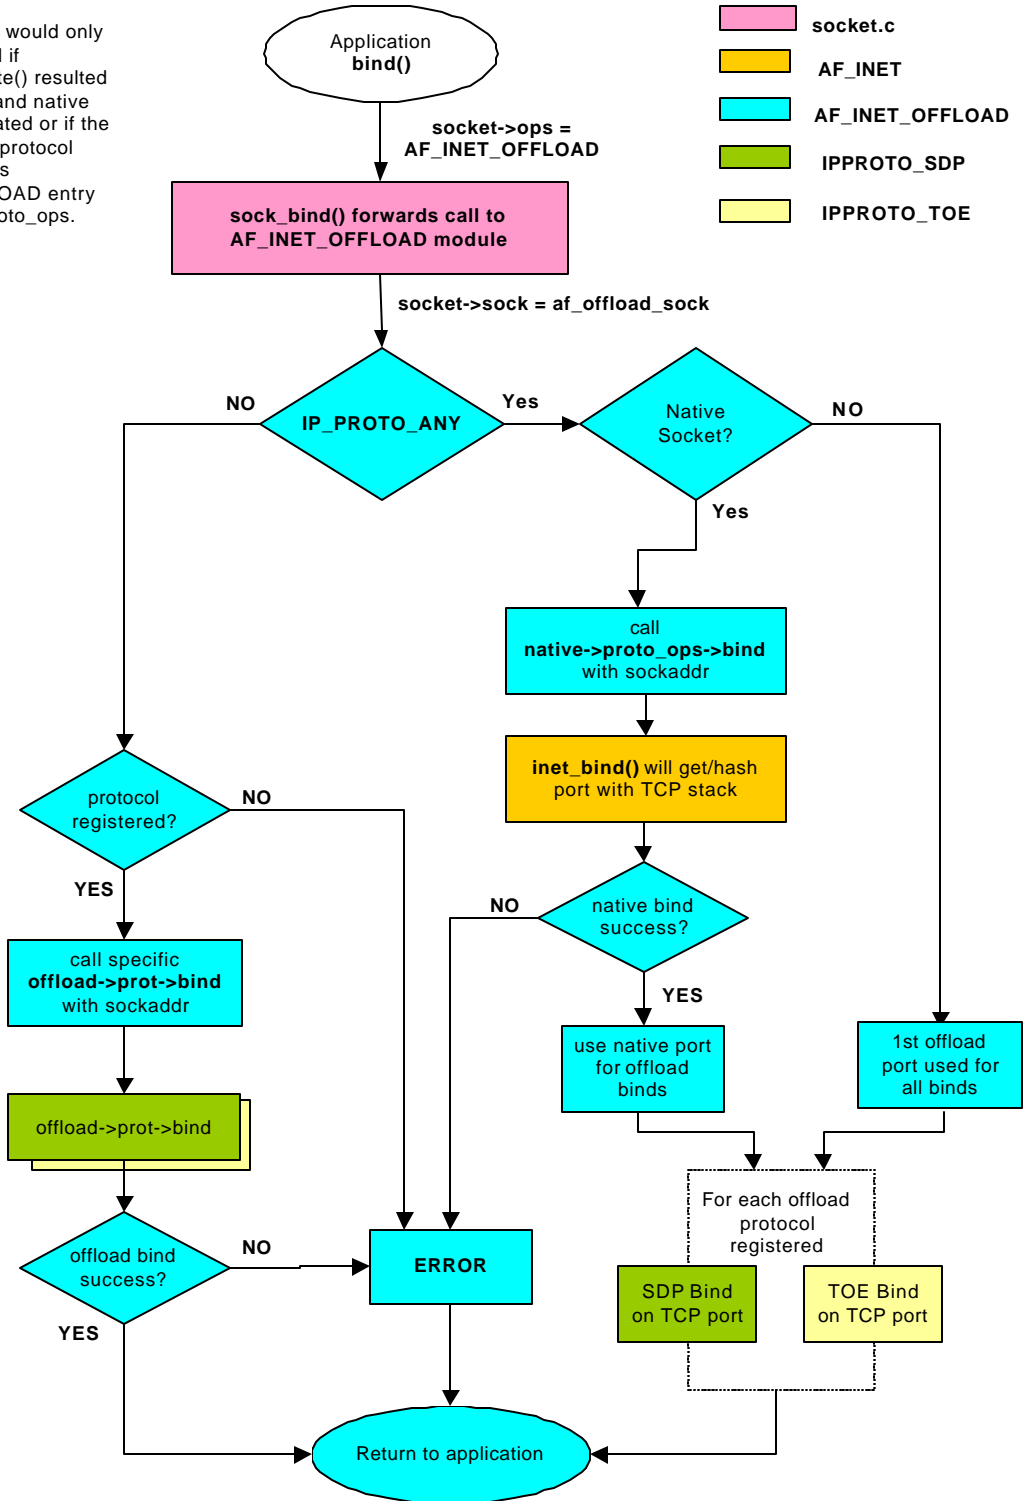 would only
if
te() resulted
and native
ated or if the
protocol
s
OAD entry
oto_ops.
Application
bind()
socket.c
AF_INET
AF_INET_OFFLOAD
IPPROTO_SDP
IPPROTO_TOE
socket->ops =
AF_INET_OFFLOAD
sock_bind() forwards call to
AF_INET_OFFLOAD module
socket->sock = af_offload_sock
NO
IP_PROTO_ANY
Yes
Native
Socket?
NO
Yes
call
native->proto_ops->bind
with sockaddr
inet_bind() will get/hash
port with TCP stack
protocol
registered?
NO
YES
NO
native bind
success?
YES
call specific
offload->prot->bind
with sockaddr
use native port
for offload
binds
1st offload
port used for
all binds
offload->prot->bind
For each offload
protocol
registered
offload bind
success?
NO
YES
ERROR
SDP Bind
on TCP port
TOE Bind
on TCP port
Return to application